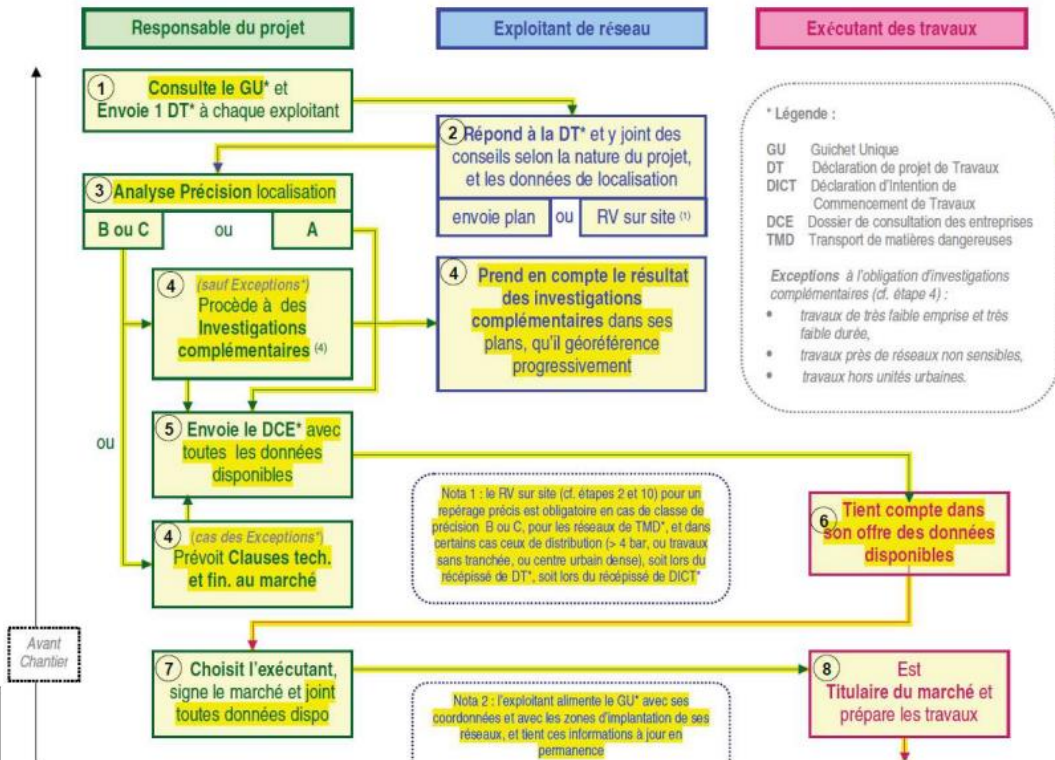 Responsable du projet
Exploitant de réseau
Exécutant des travaux
1
Consulte le GU* et
Envoie 1 DT* à chaque exploitant
2
Répond à la DT* et y joint des
conseils selon la nature du projet,
et les données de localisation
envoie plan
ou
RV sur site (1)
* Légende :
GU Guichet Unique
DT Déclaration de projet de Travaux
DICT Déclaration d'Intention de
Commencement de Travaux
DCE Dossier de consultation des entreprises
TMD Transport de matières dangereuses
Exceptions à l'obligation d'investigations
complémentaires (cf. étape 4) :
• travaux de très faible emprise et très
faible durée,
• travaux près de réseaux non sensibles,
• travaux hors unités urbaines.
3
Analyse Précision localisation
B ou C
ou
A
4
(sauf Exceptions*)
Procède à des
Investigations
complémentaires (4)
4
Prend en compte le résultat
des investigations
complémentaires dans ses
plans, qu'il géoréférence
progressivement
ou
5
Envoie le DCE* avec
toutes les données
disponibles
4
(cas des Exceptions*)
Prévoit Clauses tech.
et fin. au marché
Nota 1 : le RV sur site (cf. étapes 2 et 10) pour un
repérage précis est obligatoire en cas de classe de
précision B ou C, pour les réseaux de TMD*, et dans
certains cas ceux de distribution (> 4 bar, ou travaux
sans tranchée, ou centre urbain dense), soit lors du
récépissé de DT*, soit lors du récépissé de DICT*
6
Tient compte dans
son offre des données
disponibles
Avant
Chantier
7
Choisit l'exécutant,
signe le marché et joint
toutes données dispo
Nota 2 : l'exploitant alimente le GU* avec ses
coordonnées et avec les zones d'implantation de ses
réseaux, et tient ces informations à jour en
permanence
8
Est
Titulaire du marché et
prépare les travaux